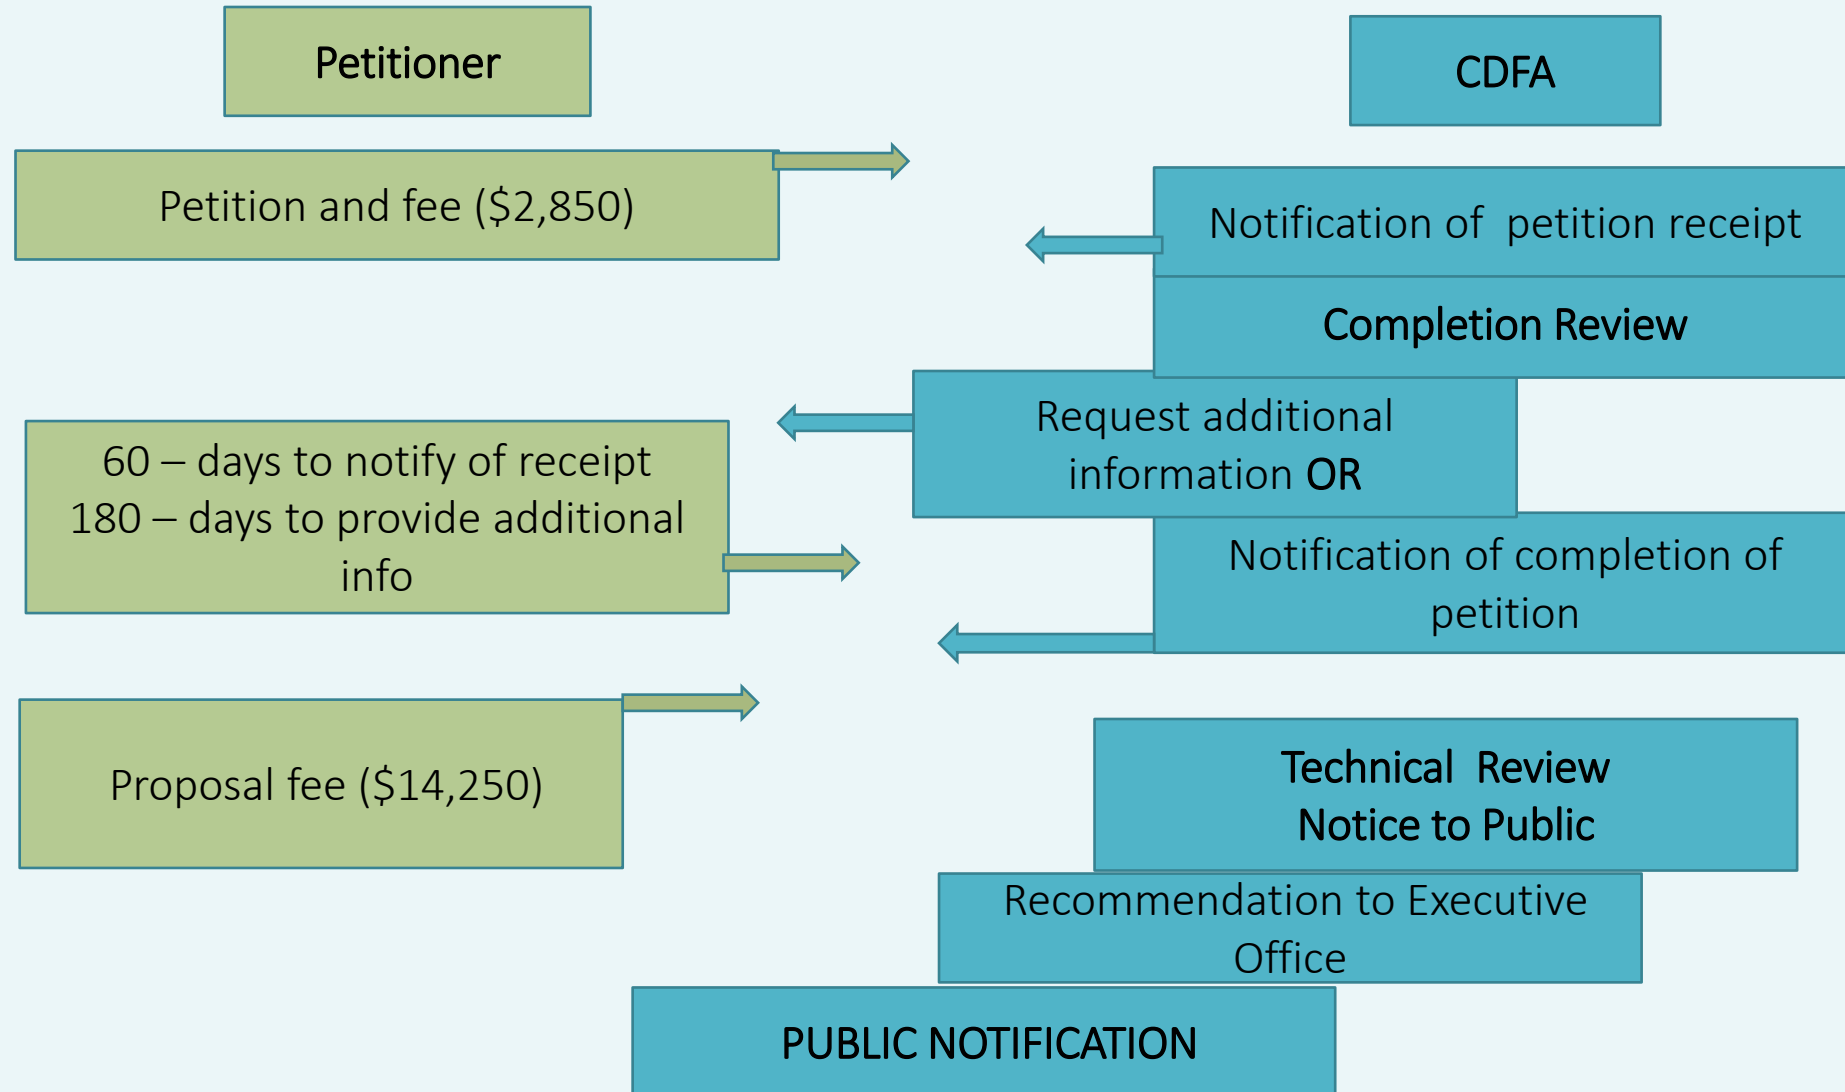 Petitioner
CDFA
Petition and fee ($2,850)
Notification of  petition receipt
Completion Review
Request additional
information OR
60 – days to notify of receipt
180 – days to provide additional
info
Notification of completion of
petition
Proposal fee ($14,250)
Technical  Review
Notice to Public
Recommendation to Executive
Office
PUBLIC NOTIFICATION